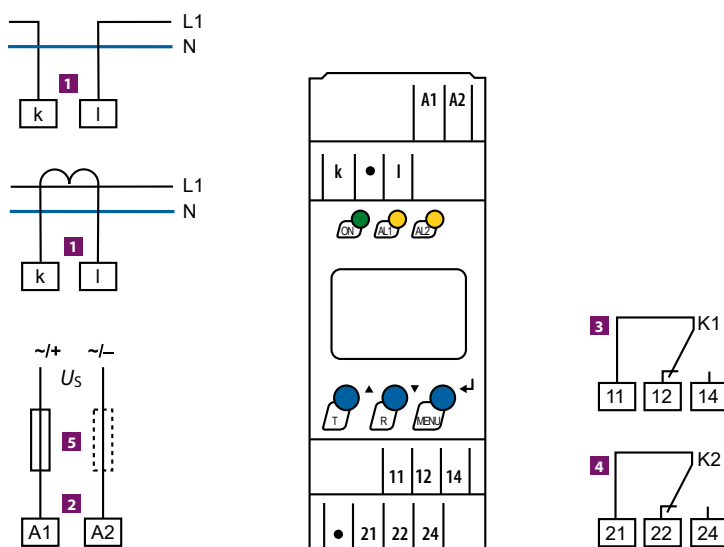 L1
N
1
k l
L1
N
1
k l
~/+ ~/–
US
5
2
A1 A2
A1 A2
k • l
ON AL1 AL2
T R MENU
11 12 14
• 21 22 24
3 K1
11 12 14
4 K2
21 22 24